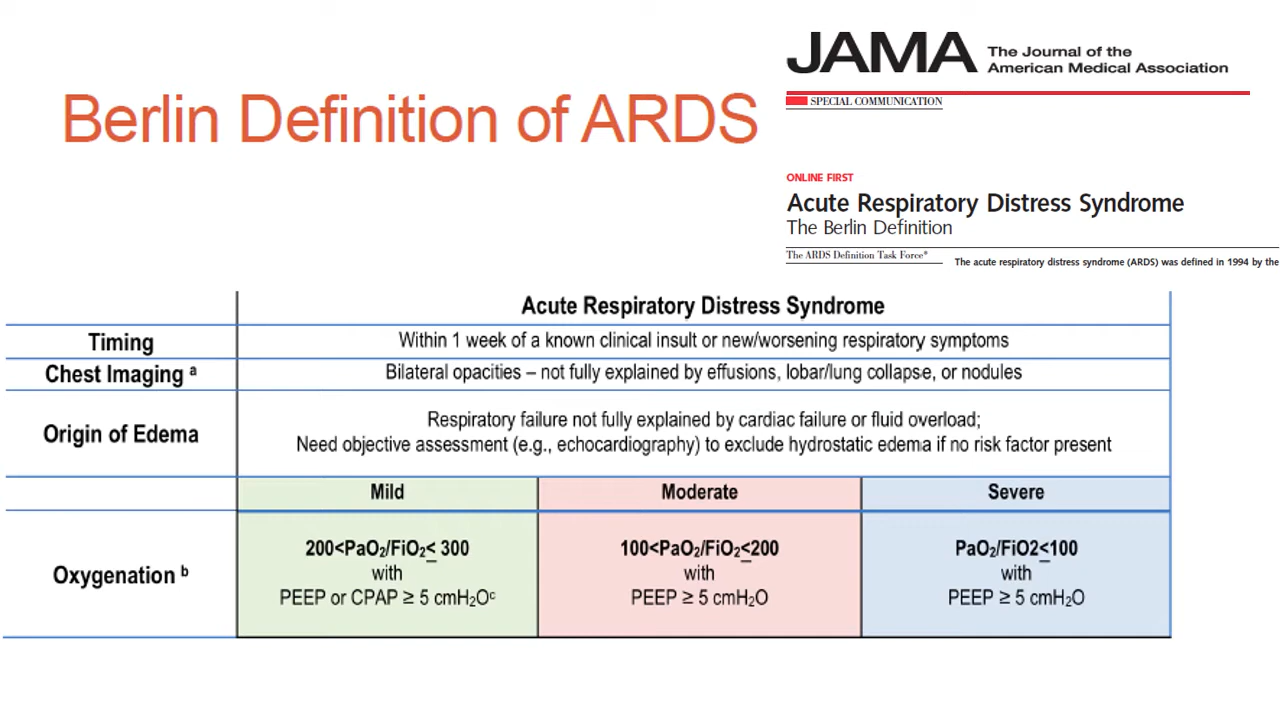 Berlin Definition of ARDS
JAMA The Journal of the
American Medical Association
SPECIAL COMMUNICATION
ONLINE FIRST
Acute Respiratory Distress Syndrome
The Berlin Definition
The ARDS Definition Task Force*
The acute respiratory distress syndrome (ARDS) was defined in 1994 by the
Acute Respiratory Distress Syndrome
Timing Within 1 week of a known clinical insult or new/worsening respiratory symptoms
Chest Imaging ᵃ Bilateral opacities – not fully explained by effusions, lobar/lung collapse, or nodules
Origin of Edema
Respiratory failure not fully explained by cardiac failure or fluid overload;
Need objective assessment (e.g., echocardiography) to exclude hydrostatic edema if no risk factor present
Mild Moderate Severe
Oxygenation ᵇ
200<PaO₂/FiO₂≤ 300
with
PEEP or CPAP ≥ 5 cmH₂Oᶜ
100<PaO₂/FiO₂≤200
with
PEEP ≥ 5 cmH₂O
PaO₂/FiO2≤100
with
PEEP ≥ 5 cmH₂O